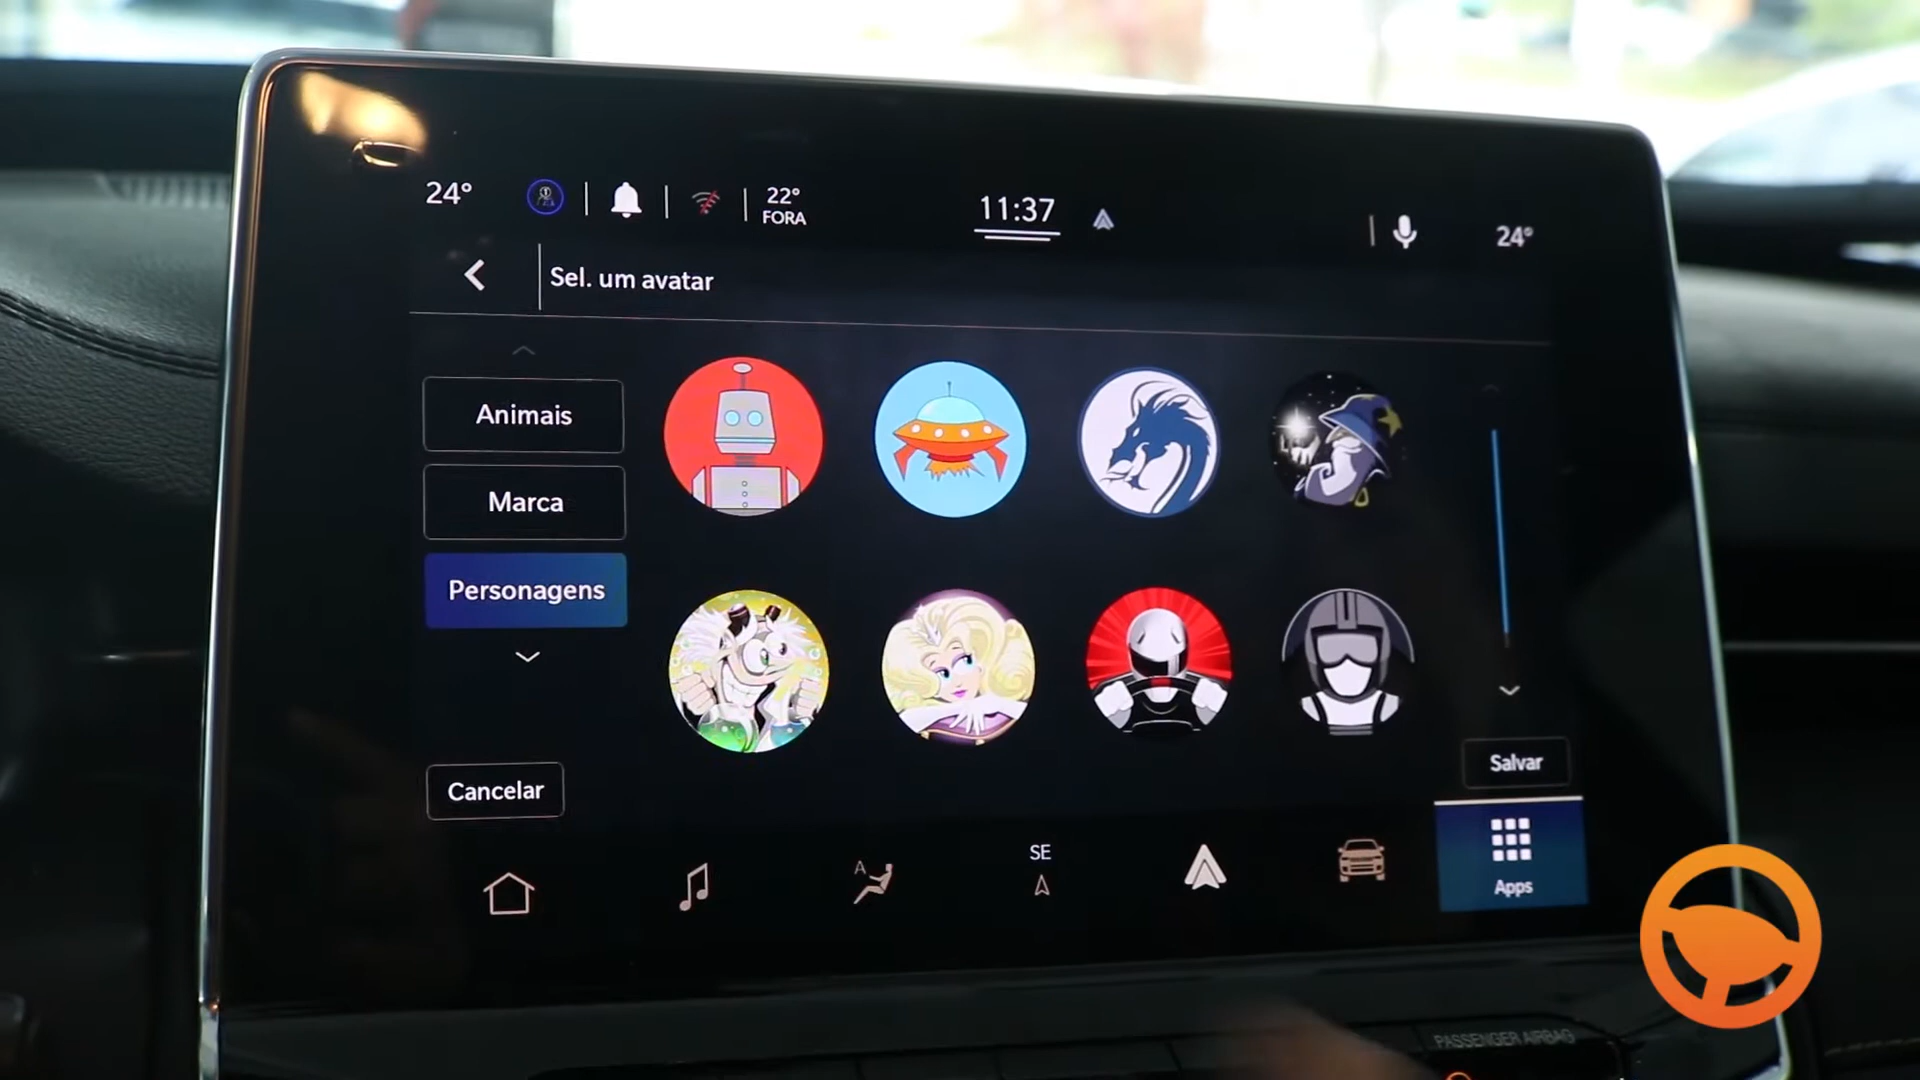 24°
22°
FORA
11:37
24°
Sel. um avatar
Animais
Marca
Personagens
Cancelar
Salvar
A
SE
Apps
PASSENGER AIRBAG